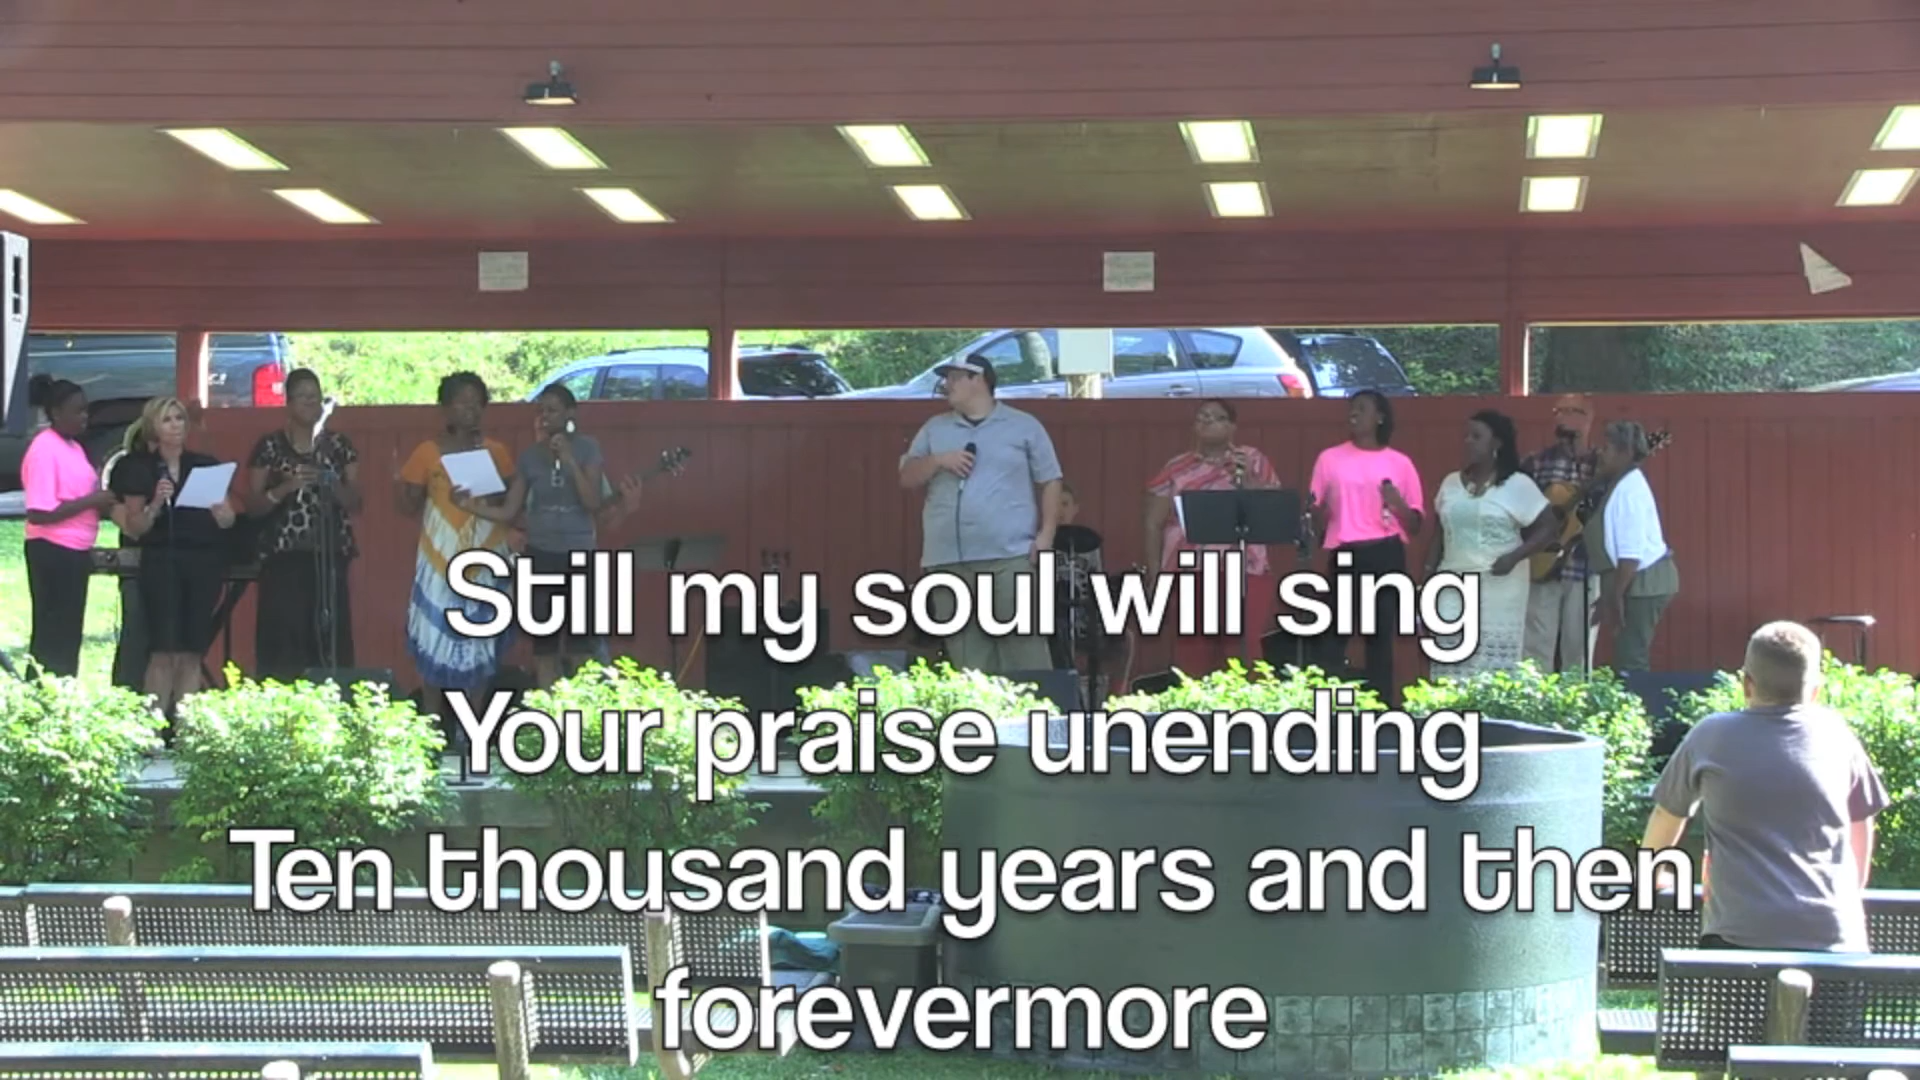 Still my soul will sing
Your praise unending
Ten thousand years and then
forevermore